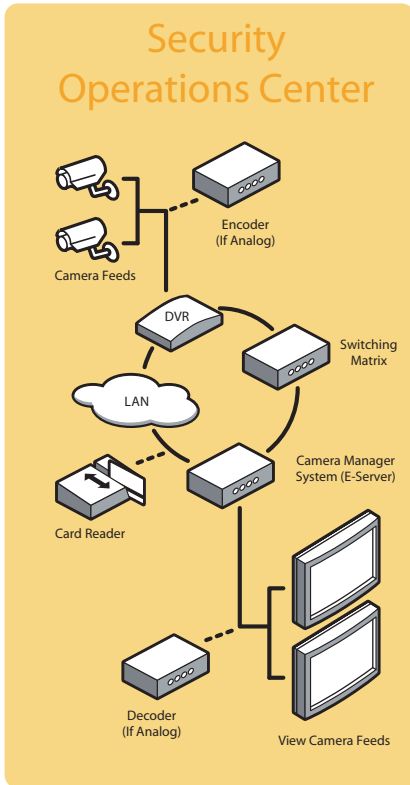 Security
Operations Center
Encoder
(If Analog)
Camera Feeds
DVR
Switching
Matrix
LAN
Camera Manager
System (E-Server)
Card Reader
Decoder
(If Analog)
View Camera Feeds